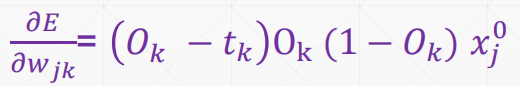 ∂E/∂w_jk = (O_k − t_k)O_k (1 − O_k) x_j^0